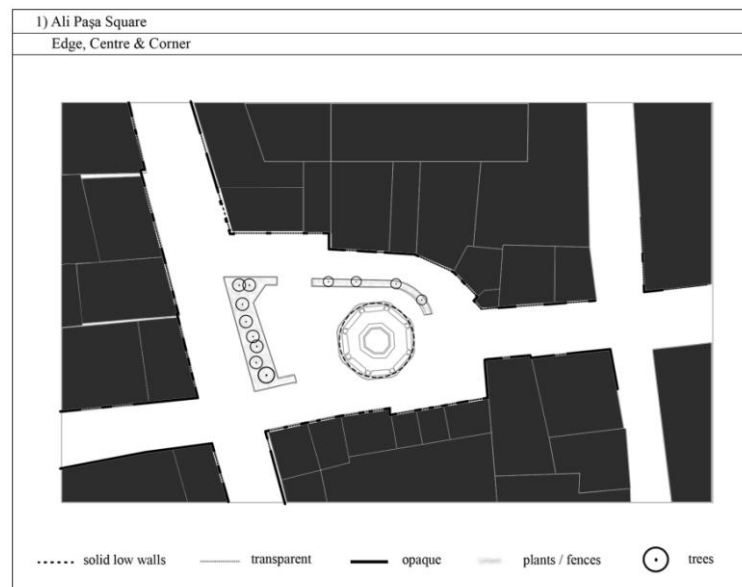 1) Ali Paşa Square
Edge, Centre & Corner
solid low walls transparent opaque plants / fences trees